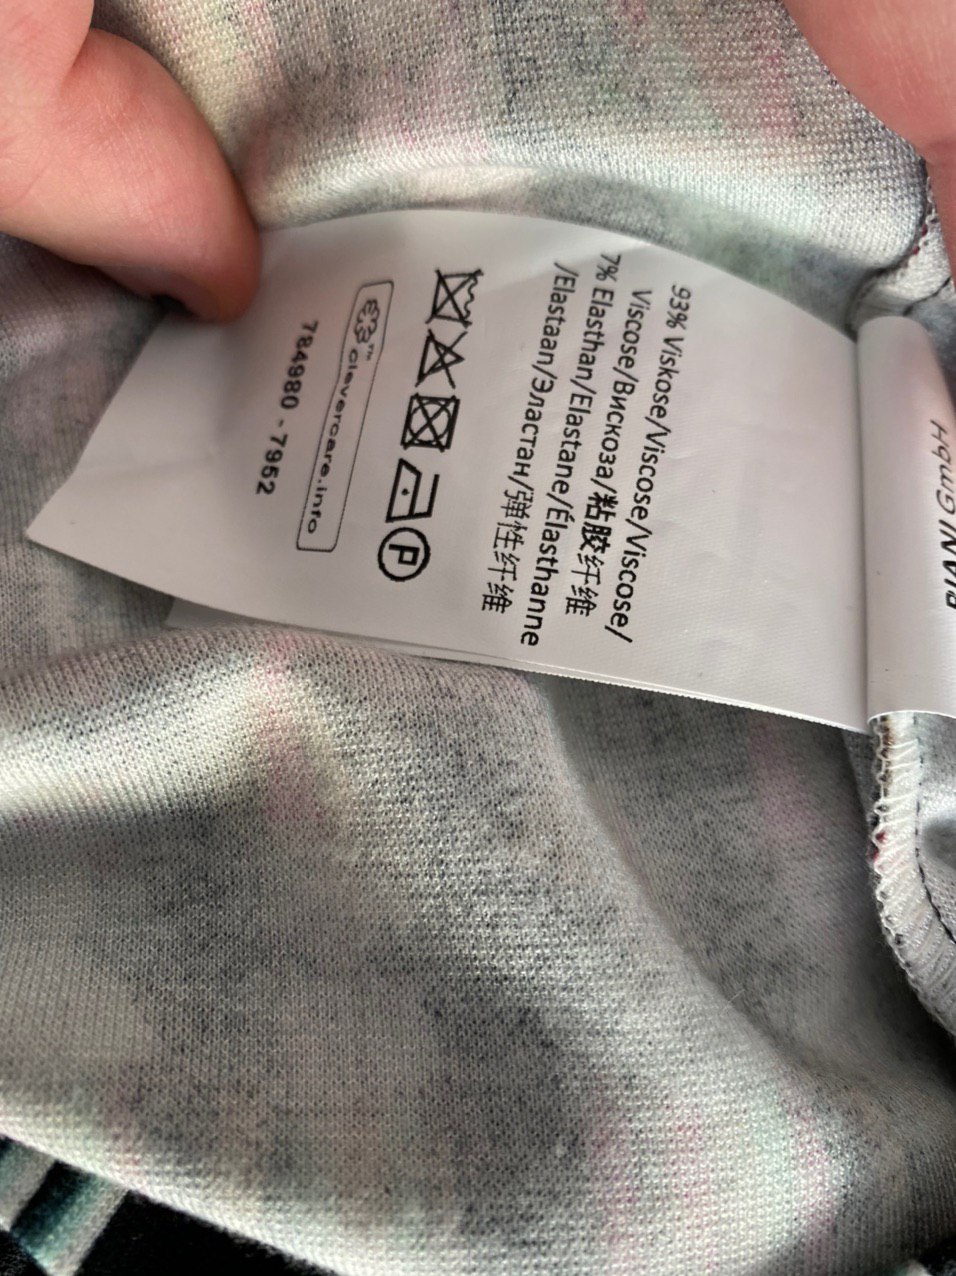 93% Viskose/Viscose/Viscose/
Viscose/Вискоза/粘胶纤维
7% Elasthan/Elastane/Élasthanne
/Elastaan/Эластан/弹性纤维
P
clevercare.info
784980 - 7952